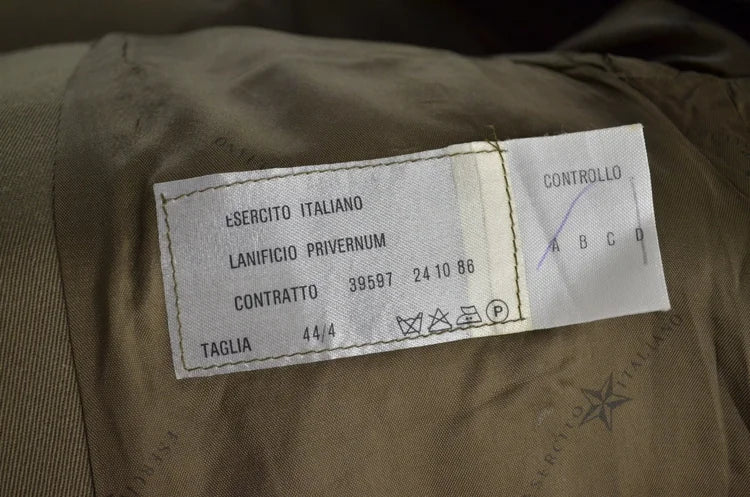 ESERCITO ITALIANO
LANIFICIO PRIVERNUM
CONTRATTO 39597 24 10 86
TAGLIA 44/4
P
CONTROLLO
A B C D
ESERCITO ITALIANO